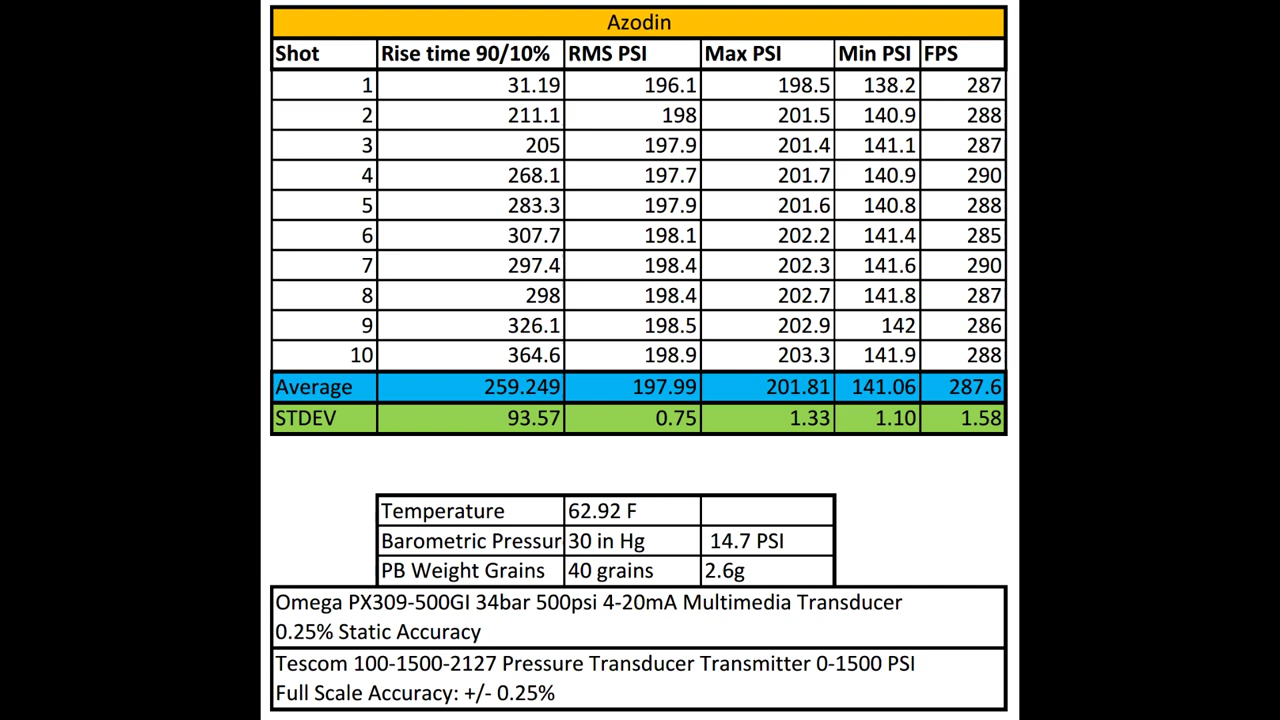 Azodin
Shot Rise time 90/10% RMS PSI Max PSI Min PSI FPS
1 31.19 196.1 198.5 138.2 287
2 211.1 198 201.5 140.9 288
3 205 197.9 201.4 141.1 287
4 268.1 197.7 201.7 140.9 290
5 283.3 197.9 201.6 140.8 288
6 307.7 198.1 202.2 141.4 285
7 297.4 198.4 202.3 141.6 290
8 298 198.4 202.7 141.8 287
9 326.1 198.5 202.9 142 286
10 364.6 198.9 203.3 141.9 288
Average 259.249 197.99 201.81 141.06 287.6
STDEV 93.57 0.75 1.33 1.10 1.58
Temperature 62.92 F
Barometric Pressur 30 in Hg 14.7 PSI
PB Weight Grains 40 grains 2.6g
Omega PX309-500GI 34bar 500psi 4-20mA Multimedia Transducer
0.25% Static Accuracy
Tescom 100-1500-2127 Pressure Transducer Transmitter 0-1500 PSI
Full Scale Accuracy: +/- 0.25%